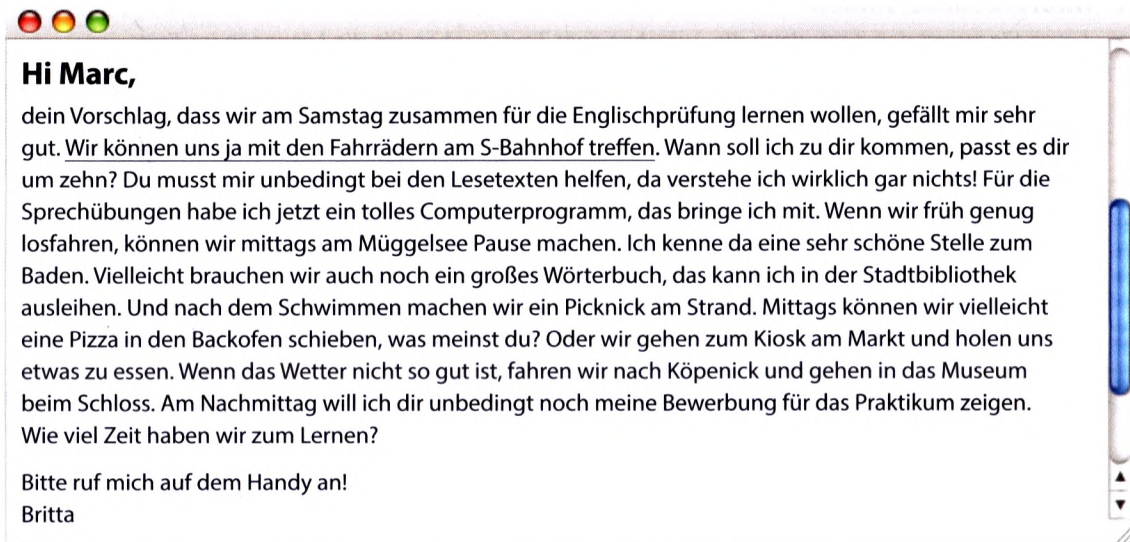 Hi Marc,
dein Vorschlag, dass wir am Samstag zusammen für die Englischprüfung lernen wollen, gefällt mir sehr
gut. Wir können uns ja mit den Fahrrädern am S-Bahnhof treffen. Wann soll ich zu dir kommen, passt es dir
um zehn? Du musst mir unbedingt bei den Lesetexten helfen, da verstehe ich wirklich gar nichts! Für die
Sprechübungen habe ich jetzt ein tolles Computerprogramm, das bringe ich mit. Wenn wir früh genug
losfahren, können wir mittags am Müggelsee Pause machen. Ich kenne da eine sehr schöne Stelle zum
Baden. Vielleicht brauchen wir auch noch ein großes Wörterbuch, das kann ich in der Stadtbibliothek
ausleihen. Und nach dem Schwimmen machen wir ein Picknick am Strand. Mittags können wir vielleicht
eine Pizza in den Backofen schieben, was meinst du? Oder wir gehen zum Kiosk am Markt und holen uns
etwas zu essen. Wenn das Wetter nicht so gut ist, fahren wir nach Köpenick und gehen in das Museum
beim Schloss. Am Nachmittag will ich dir unbedingt noch meine Bewerbung für das Praktikum zeigen.
Wie viel Zeit haben wir zum Lernen?
Bitte ruf mich auf dem Handy an!
Britta